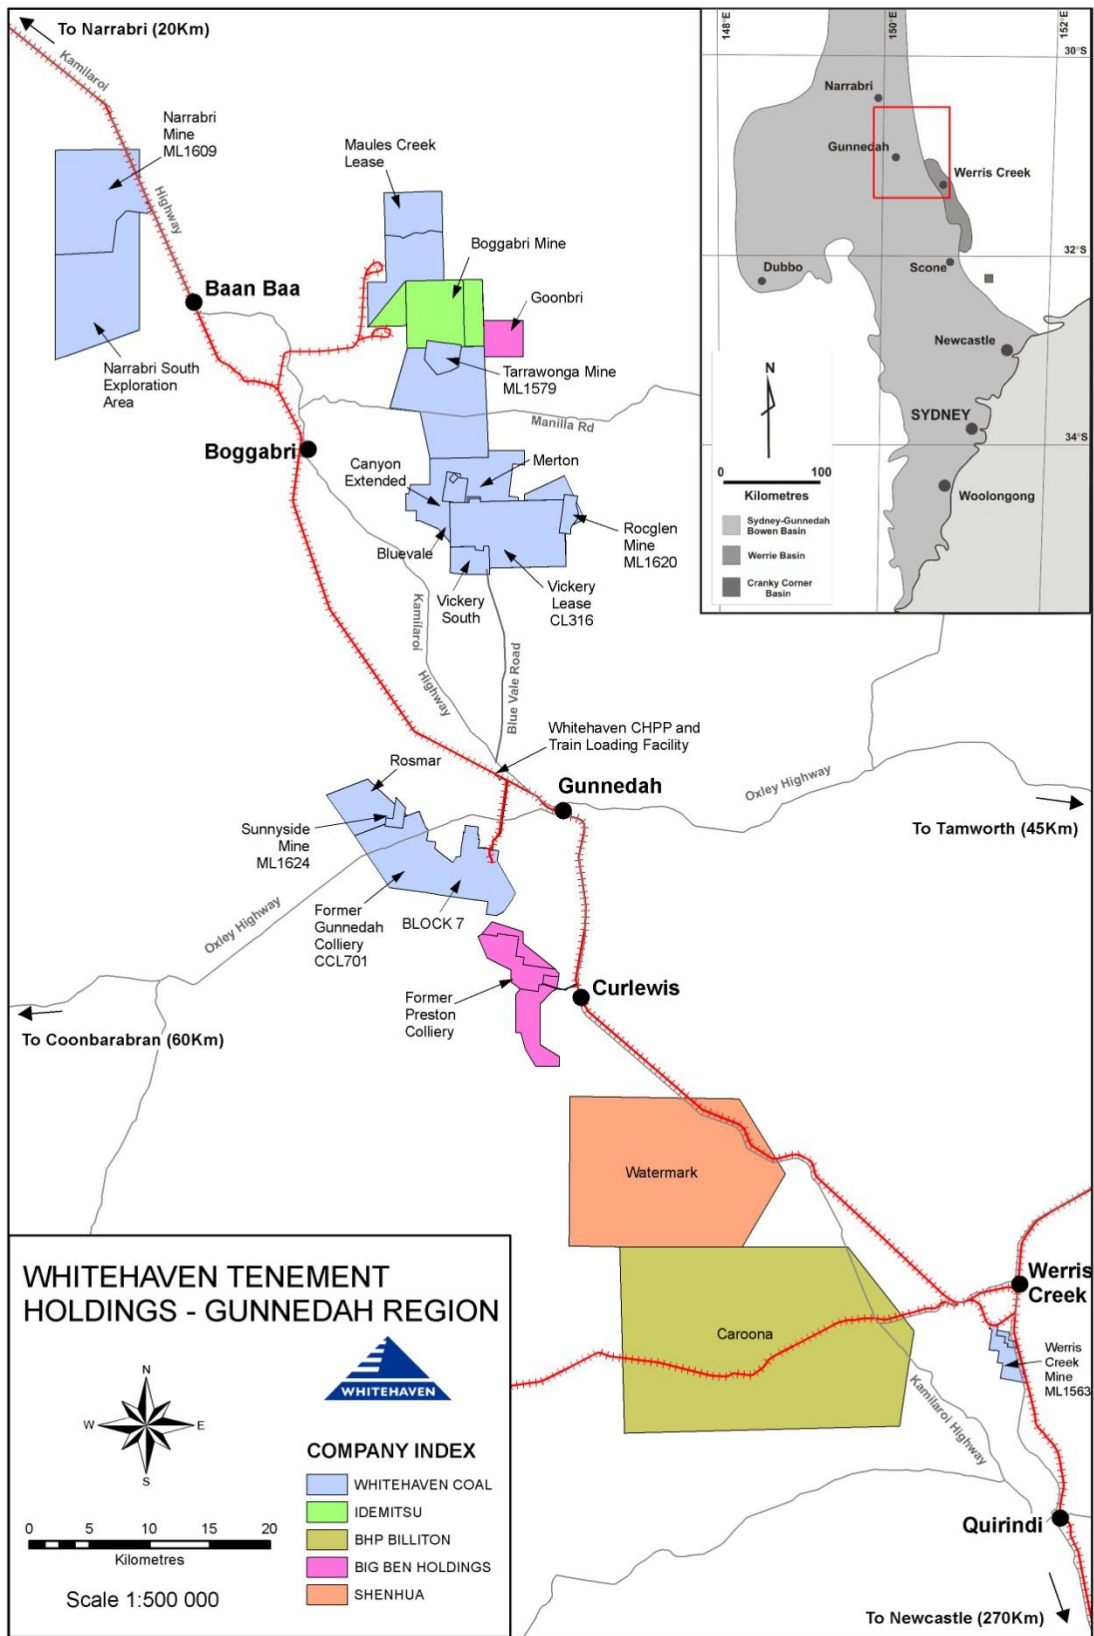 To Narrabri (20Km)
Kamilaroi
Highway
Narrabri
Mine
ML1609
Maules Creek
Lease
Boggabri Mine
Goonbri
Baan Baa
Narrabri South
Exploration
Area
Tarrawonga Mine
ML1579
Manilla Rd
Boggabri
Canyon
Extended
Merton
Bluevale
Rocglen
Mine
ML1620
Vickery
South
Vickery
Lease
CL316
Kamilaroi
Highway
Blue Vale Road
Whitehaven CHPP and
Train Loading Facility
Rosmar
Gunnedah
Oxley Highway
To Tamworth (45Km)
Sunnyside
Mine
ML1624
Former
Gunnedah
Colliery
CCL701
BLOCK 7
Oxley Highway
Former
Preston
Colliery
Curlewis
To Coonbarabran (60Km)
Watermark
Caroona
Werris
Creek
Werris
Creek
Mine
ML1563
Kamilaroi Highway
Quirindi
To Newcastle (270Km)
148°E
150°E
152°E
30°S
Narrabri
Gunnedah
Werris Creek
32°S
Dubbo
Scone
Newcastle
N
SYDNEY
34°S
0 100
Kilometres
Woolongong
Sydney-Gunnedah
Bowen Basin
Werrie Basin
Cranky Corner
Basin
WHITEHAVEN TENEMENT
HOLDINGS - GUNNEDAH REGION
N
W E
S
WHITEHAVEN
COMPANY INDEX
WHITEHAVEN COAL
IDEMITSU
BHP BILLITON
BIG BEN HOLDINGS
SHENHUA
0 5 10 15 20
Kilometres
Scale 1:500 000